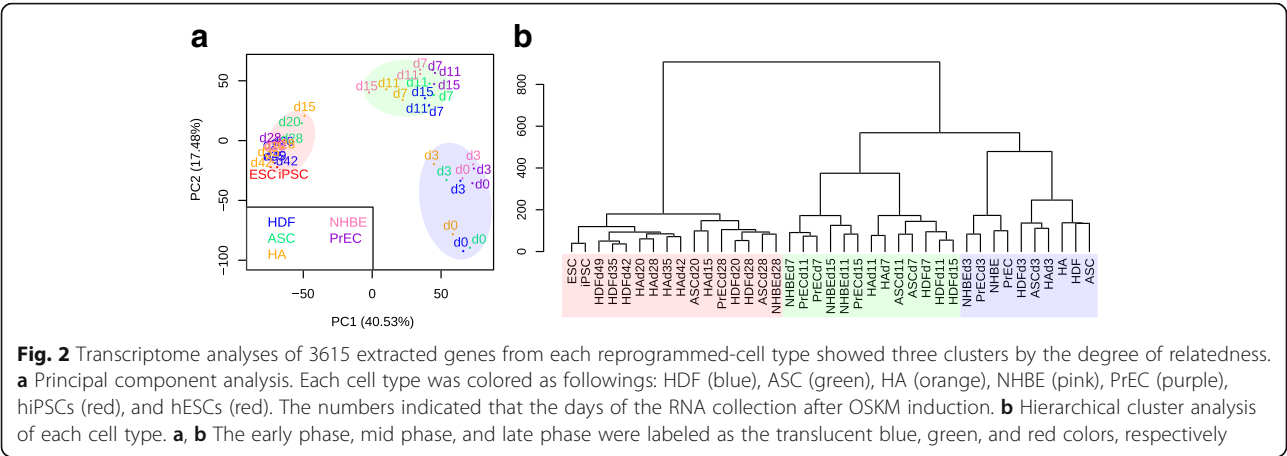 a
b
PC2 (17.48%)
50
0
−50
−100
d7
d7
d11
d11
d15
d11
d11
d15
d7
d7
d15
d11
d7
d15
d20
d28
d28
d42
ESC
iPSC
d3
d3
d3
d0
d3
d3
d0
d0
d0
d0
HDF
NHBE
ASC
PrEC
HA
−50
0
50
PC1 (40.53%)
800
600
400
200
0
ESC
iPSC
HDFd49
HDFd35
HDFd42
HAd20
HAd28
HAd35
HAd42
ASCd20
HAd15
PrECd28
HDFd20
HDFd28
ASCd28
NHBEd28
NHBEd7
PrECd11
PrECd7
NHBEd15
NHBEd11
PrECd15
HAd11
HAd7
ASCd11
ASCd7
HDFd7
HDFd11
HDFd15
NHBEd3
PrECd3
NHBE
PrEC
HDFd3
ASCd3
HAd3
HA
HDF
ASC
Fig. 2 Transcriptome analyses of 3615 extracted genes from each reprogrammed-cell type showed three clusters by the degree of relatedness.
a Principal component analysis. Each cell type was colored as followings: HDF (blue), ASC (green), HA (orange), NHBE (pink), PrEC (purple),
hiPSCs (red), and hESCs (red). The numbers indicated that the days of the RNA collection after OSKM induction. b Hierarchical cluster analysis
of each cell type. a, b The early phase, mid phase, and late phase were labeled as the translucent blue, green, and red colors, respectively